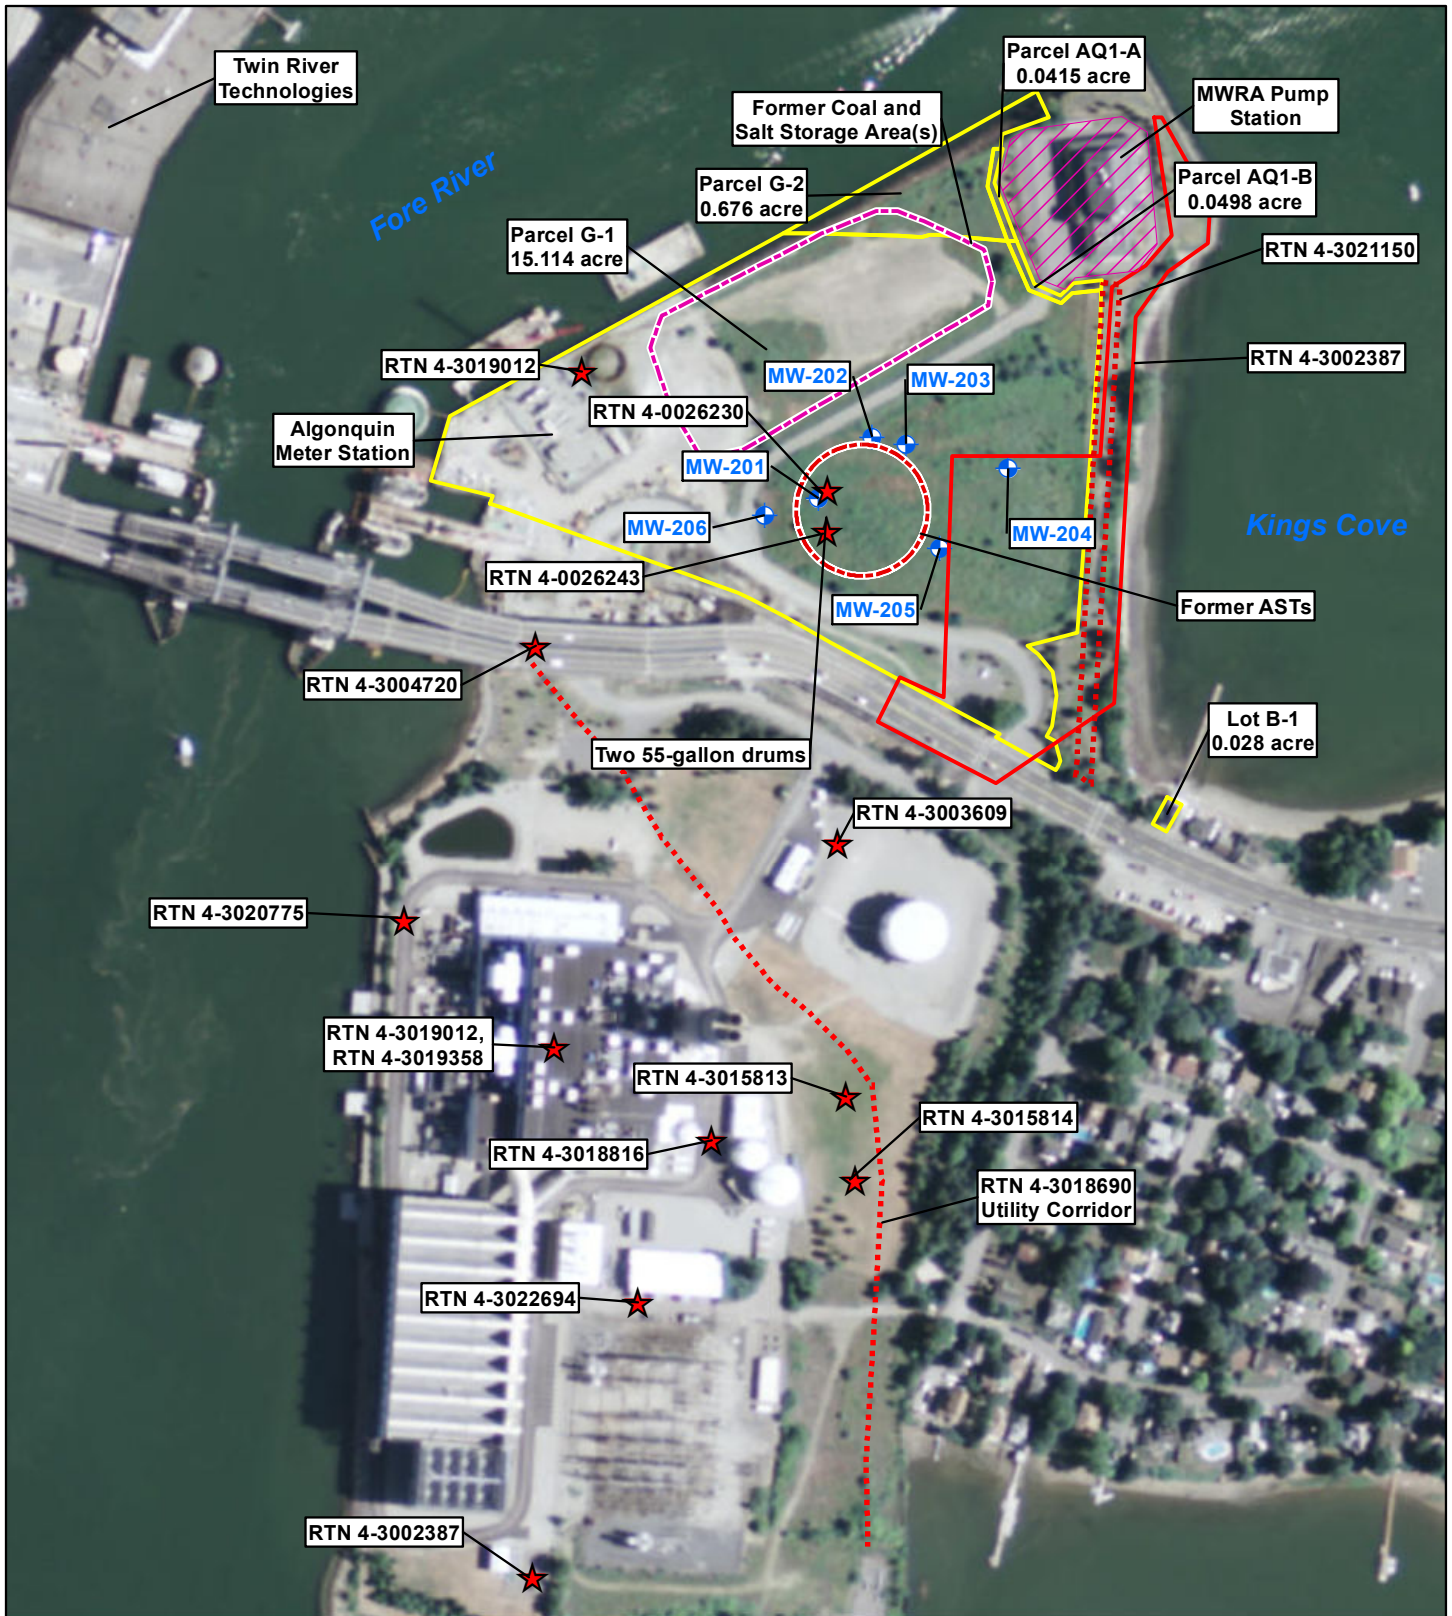 Twin River
Technologies
Parcel AQ1-A
0.0415 acre
MWRA Pump
Station
Former Coal and
Salt Storage Area(s)
Fore River
Parcel G-2
0.676 acre
Parcel AQ1-B
0.0498 acre
Parcel G-1
15.114 acre
RTN 4-3021150
RTN 4-3019012
MW-202
MW-203
RTN 4-3002387
RTN 4-0026230
Algonquin
Meter Station
MW-201
MW-206
MW-204
Kings Cove
RTN 4-0026243
MW-205
Former ASTs
RTN 4-3004720
Two 55-gallon drums
Lot B-1
0.028 acre
RTN 4-3003609
RTN 4-3020775
RTN 4-3019012,
RTN 4-3019358
RTN 4-3015813
RTN 4-3015814
RTN 4-3018816
RTN 4-3018690
Utility Corridor
RTN 4-3022694
RTN 4-3002387